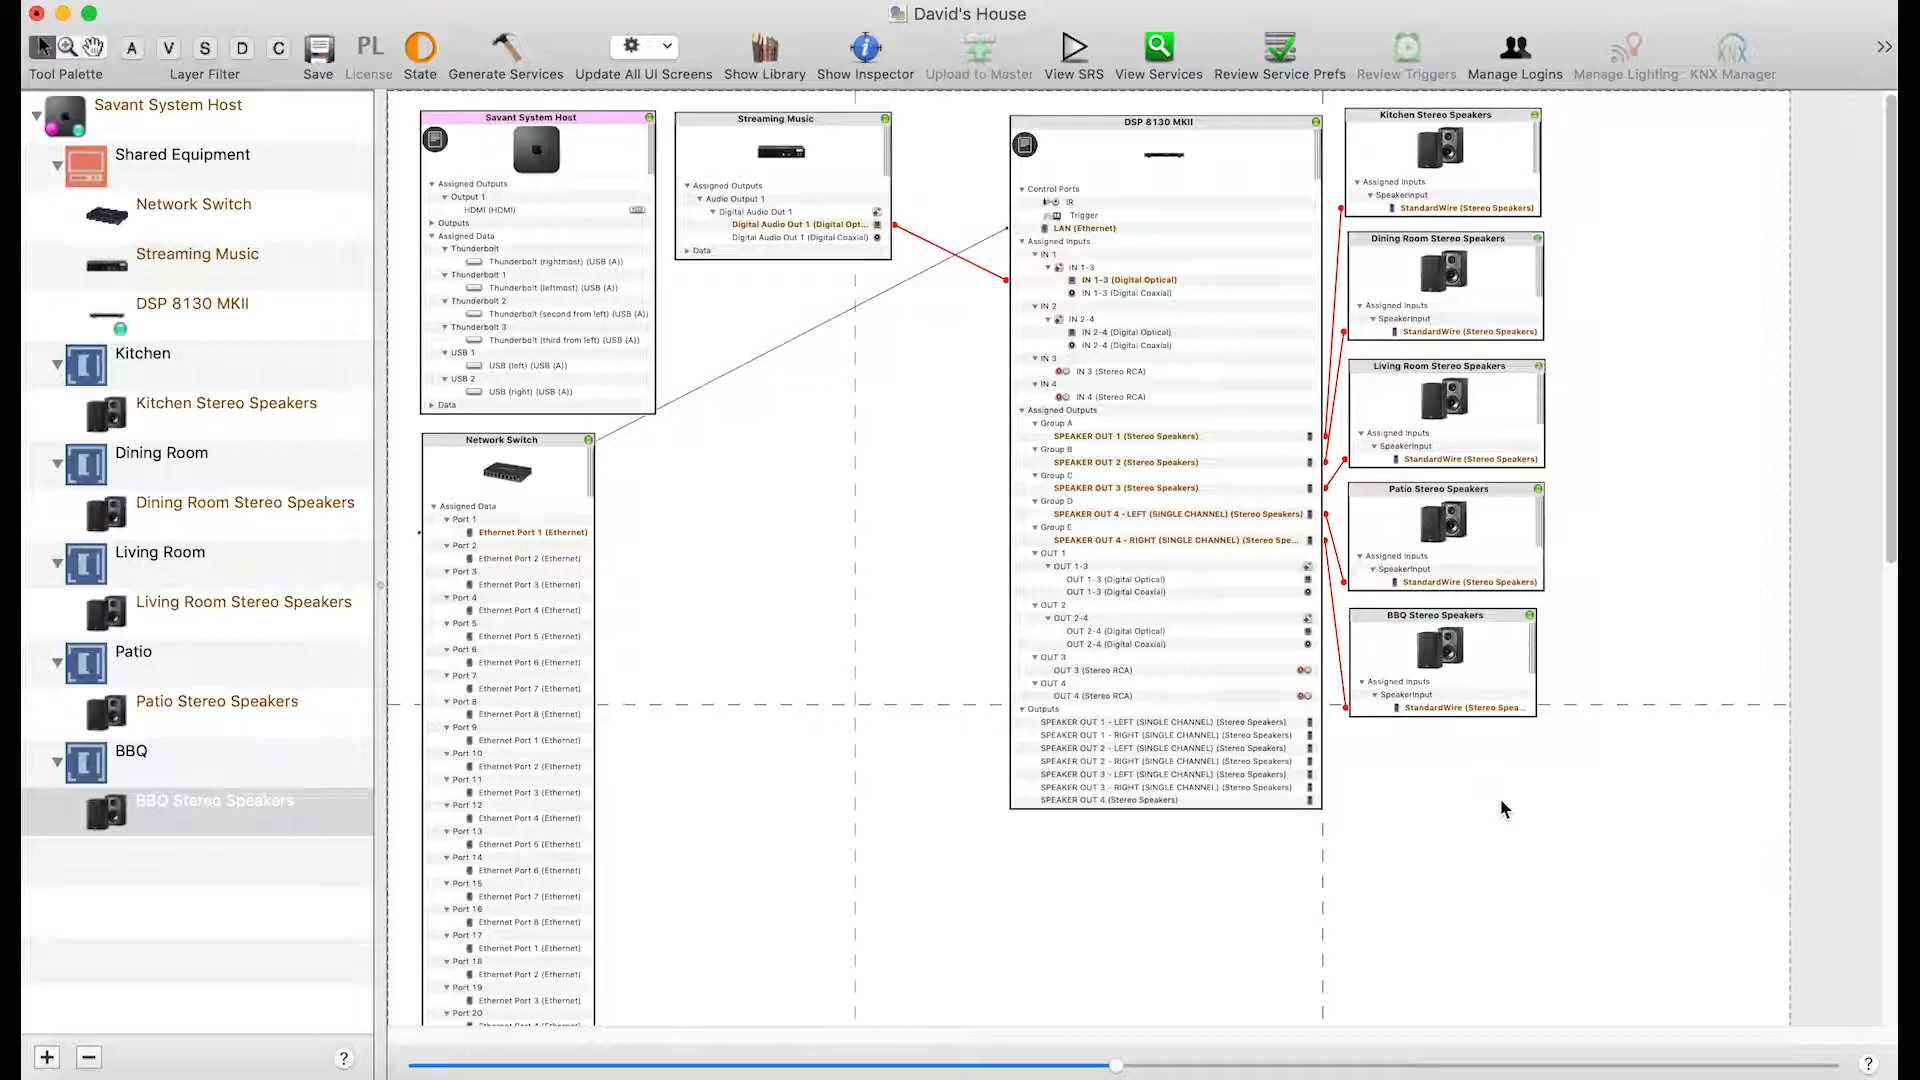 David's House
A V S D C
PL
Tool Palette
Layer Filter
Save
License
State
Generate Services
Update All UI Screens
Show Library
Show Inspector
Upload to Master
View SRS
View Services
Review Service Prefs
Review Triggers
Manage Logins
Manage Lighting
KNX Manager
Savant System Host
Shared Equipment
Network Switch
Streaming Music
DSP 8130 MKII
Kitchen
Kitchen Stereo Speakers
Dining Room
Dining Room Stereo Speakers
Living Room
Living Room Stereo Speakers
Patio
Patio Stereo Speakers
BBQ
BBQ Stereo Speakers
Savant System Host
Assigned Outputs
Output 1
HDMI (HDMI)
Outputs
Assigned Data
Thunderbolt
Thunderbolt (rightmost) (USB (A))
Thunderbolt 1
Thunderbolt (leftmost) (USB (A))
Thunderbolt 2
Thunderbolt (second from left) (USB (A))
Thunderbolt 3
Thunderbolt (third from left) (USB (A))
USB 1
USB (left) (USB (A))
USB 2
USB (right) (USB (A))
Data
Network Switch
Assigned Data
Port 1
Ethernet Port 1 (Ethernet)
Port 2
Ethernet Port 2 (Ethernet)
Port 3
Ethernet Port 3 (Ethernet)
Port 4
Ethernet Port 4 (Ethernet)
Port 5
Ethernet Port 5 (Ethernet)
Port 6
Ethernet Port 6 (Ethernet)
Port 7
Ethernet Port 7 (Ethernet)
Port 8
Ethernet Port 8 (Ethernet)
Port 9
Ethernet Port 1 (Ethernet)
Port 10
Ethernet Port 2 (Ethernet)
Port 11
Ethernet Port 3 (Ethernet)
Port 12
Ethernet Port 4 (Ethernet)
Port 13
Ethernet Port 5 (Ethernet)
Port 14
Ethernet Port 6 (Ethernet)
Port 15
Ethernet Port 7 (Ethernet)
Port 16
Ethernet Port 8 (Ethernet)
Port 17
Ethernet Port 1 (Ethernet)
Port 18
Ethernet Port 2 (Ethernet)
Port 19
Ethernet Port 3 (Ethernet)
Port 20
Streaming Music
Assigned Outputs
Audio Output 1
Digital Audio Out 1
Digital Audio Out 1 (Digital Opt...
Digital Audio Out 1 (Digital Coaxial)
Data
DSP 8130 MKII
Control Ports
IR
Trigger
LAN (Ethernet)
Assigned Inputs
IN 1
IN 1-3
IN 1-3 (Digital Optical)
IN 1-3 (Digital Coaxial)
IN 2
IN 2-4
IN 2-4 (Digital Optical)
IN 2-4 (Digital Coaxial)
IN 3
IN 3 (Stereo RCA)
IN 4
IN 4 (Stereo RCA)
Assigned Outputs
Group A
SPEAKER OUT 1 (Stereo Speakers)
Group B
SPEAKER OUT 2 (Stereo Speakers)
Group C
SPEAKER OUT 3 (Stereo Speakers)
Group D
SPEAKER OUT 4 - LEFT (SINGLE CHANNEL) (Stereo Speakers)
Group E
SPEAKER OUT 4 - RIGHT (SINGLE CHANNEL) (Stereo Spe...
OUT 1
OUT 1-3
OUT 1-3 (Digital Optical)
OUT 1-3 (Digital Coaxial)
OUT 2
OUT 2-4
OUT 2-4 (Digital Optical)
OUT 2-4 (Digital Coaxial)
OUT 3
OUT 3 (Stereo RCA)
OUT 4
OUT 4 (Stereo RCA)
Outputs
SPEAKER OUT 1 - LEFT (SINGLE CHANNEL) (Stereo Speakers)
SPEAKER OUT 1 - RIGHT (SINGLE CHANNEL) (Stereo Speakers)
SPEAKER OUT 2 - LEFT (SINGLE CHANNEL) (Stereo Speakers)
SPEAKER OUT 2 - RIGHT (SINGLE CHANNEL) (Stereo Speakers)
SPEAKER OUT 3 - LEFT (SINGLE CHANNEL) (Stereo Speakers)
SPEAKER OUT 3 - RIGHT (SINGLE CHANNEL) (Stereo Speakers)
SPEAKER OUT 4 (Stereo Speakers)
Kitchen Stereo Speakers
Assigned Inputs
SpeakerInput
StandardWire (Stereo Speakers)
Dining Room Stereo Speakers
Assigned Inputs
SpeakerInput
StandardWire (Stereo Speakers)
Living Room Stereo Speakers
Assigned Inputs
SpeakerInput
StandardWire (Stereo Speakers)
Patio Stereo Speakers
Assigned Inputs
SpeakerInput
StandardWire (Stereo Speakers)
BBQ Stereo Speakers
Assigned Inputs
SpeakerInput
StandardWire (Stereo Spea...